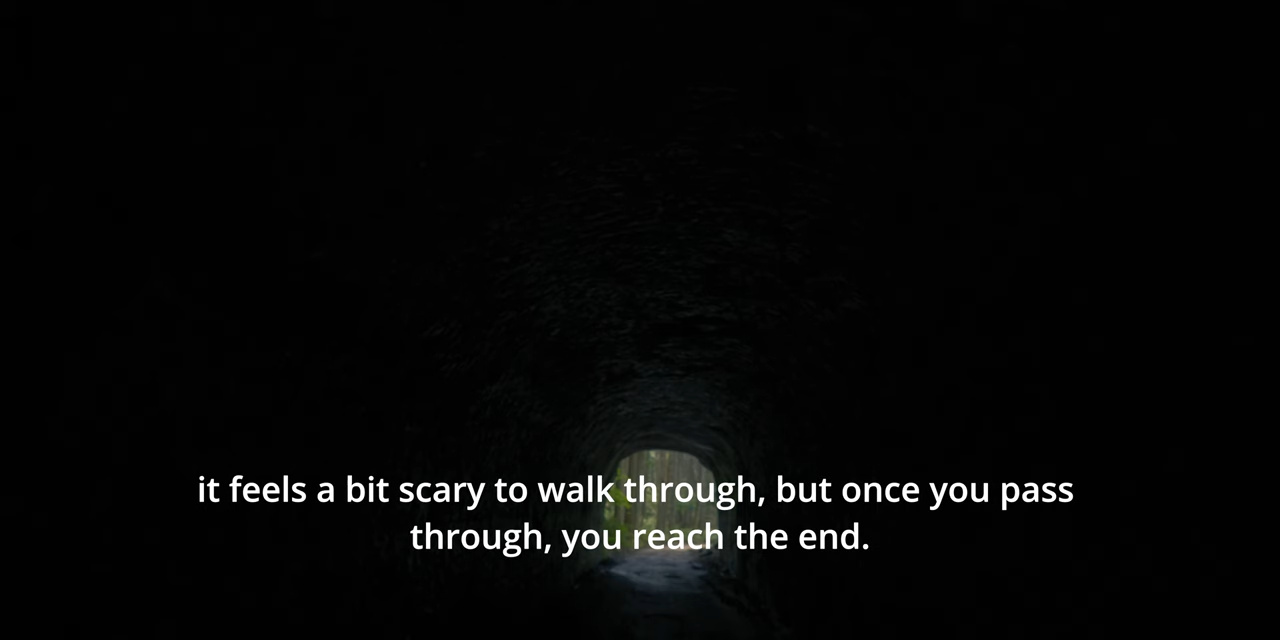 it feels a bit scary to walk through, but once you pass
through, you reach the end.